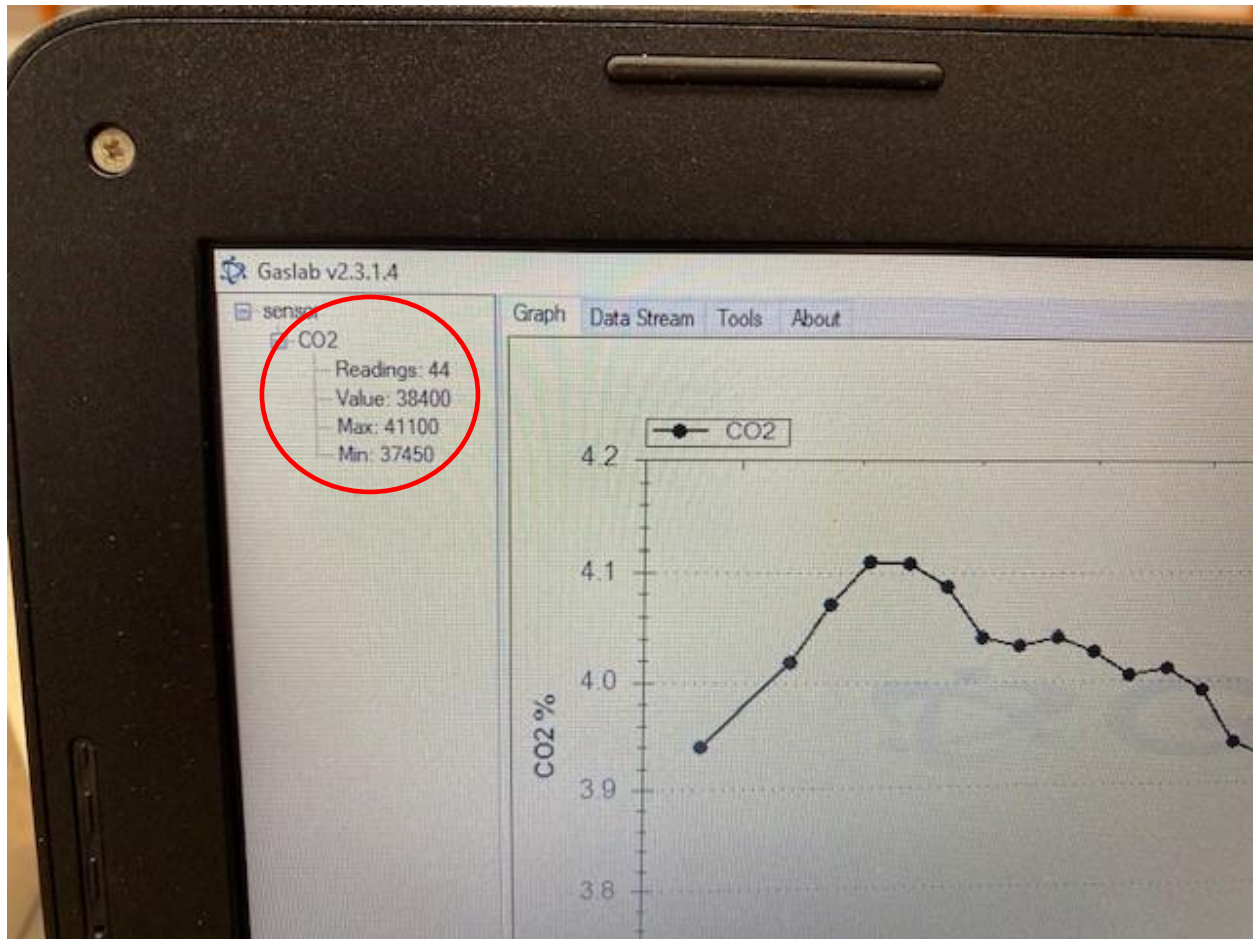 Gaslab v2.3.1.4
sensor
CO2
Readings: 44
Value: 38400
Max: 41100
Min: 37450
Graph Data Stream Tools About
CO2
4.2
4.1
4.0
3.9
3.8
CO2 %